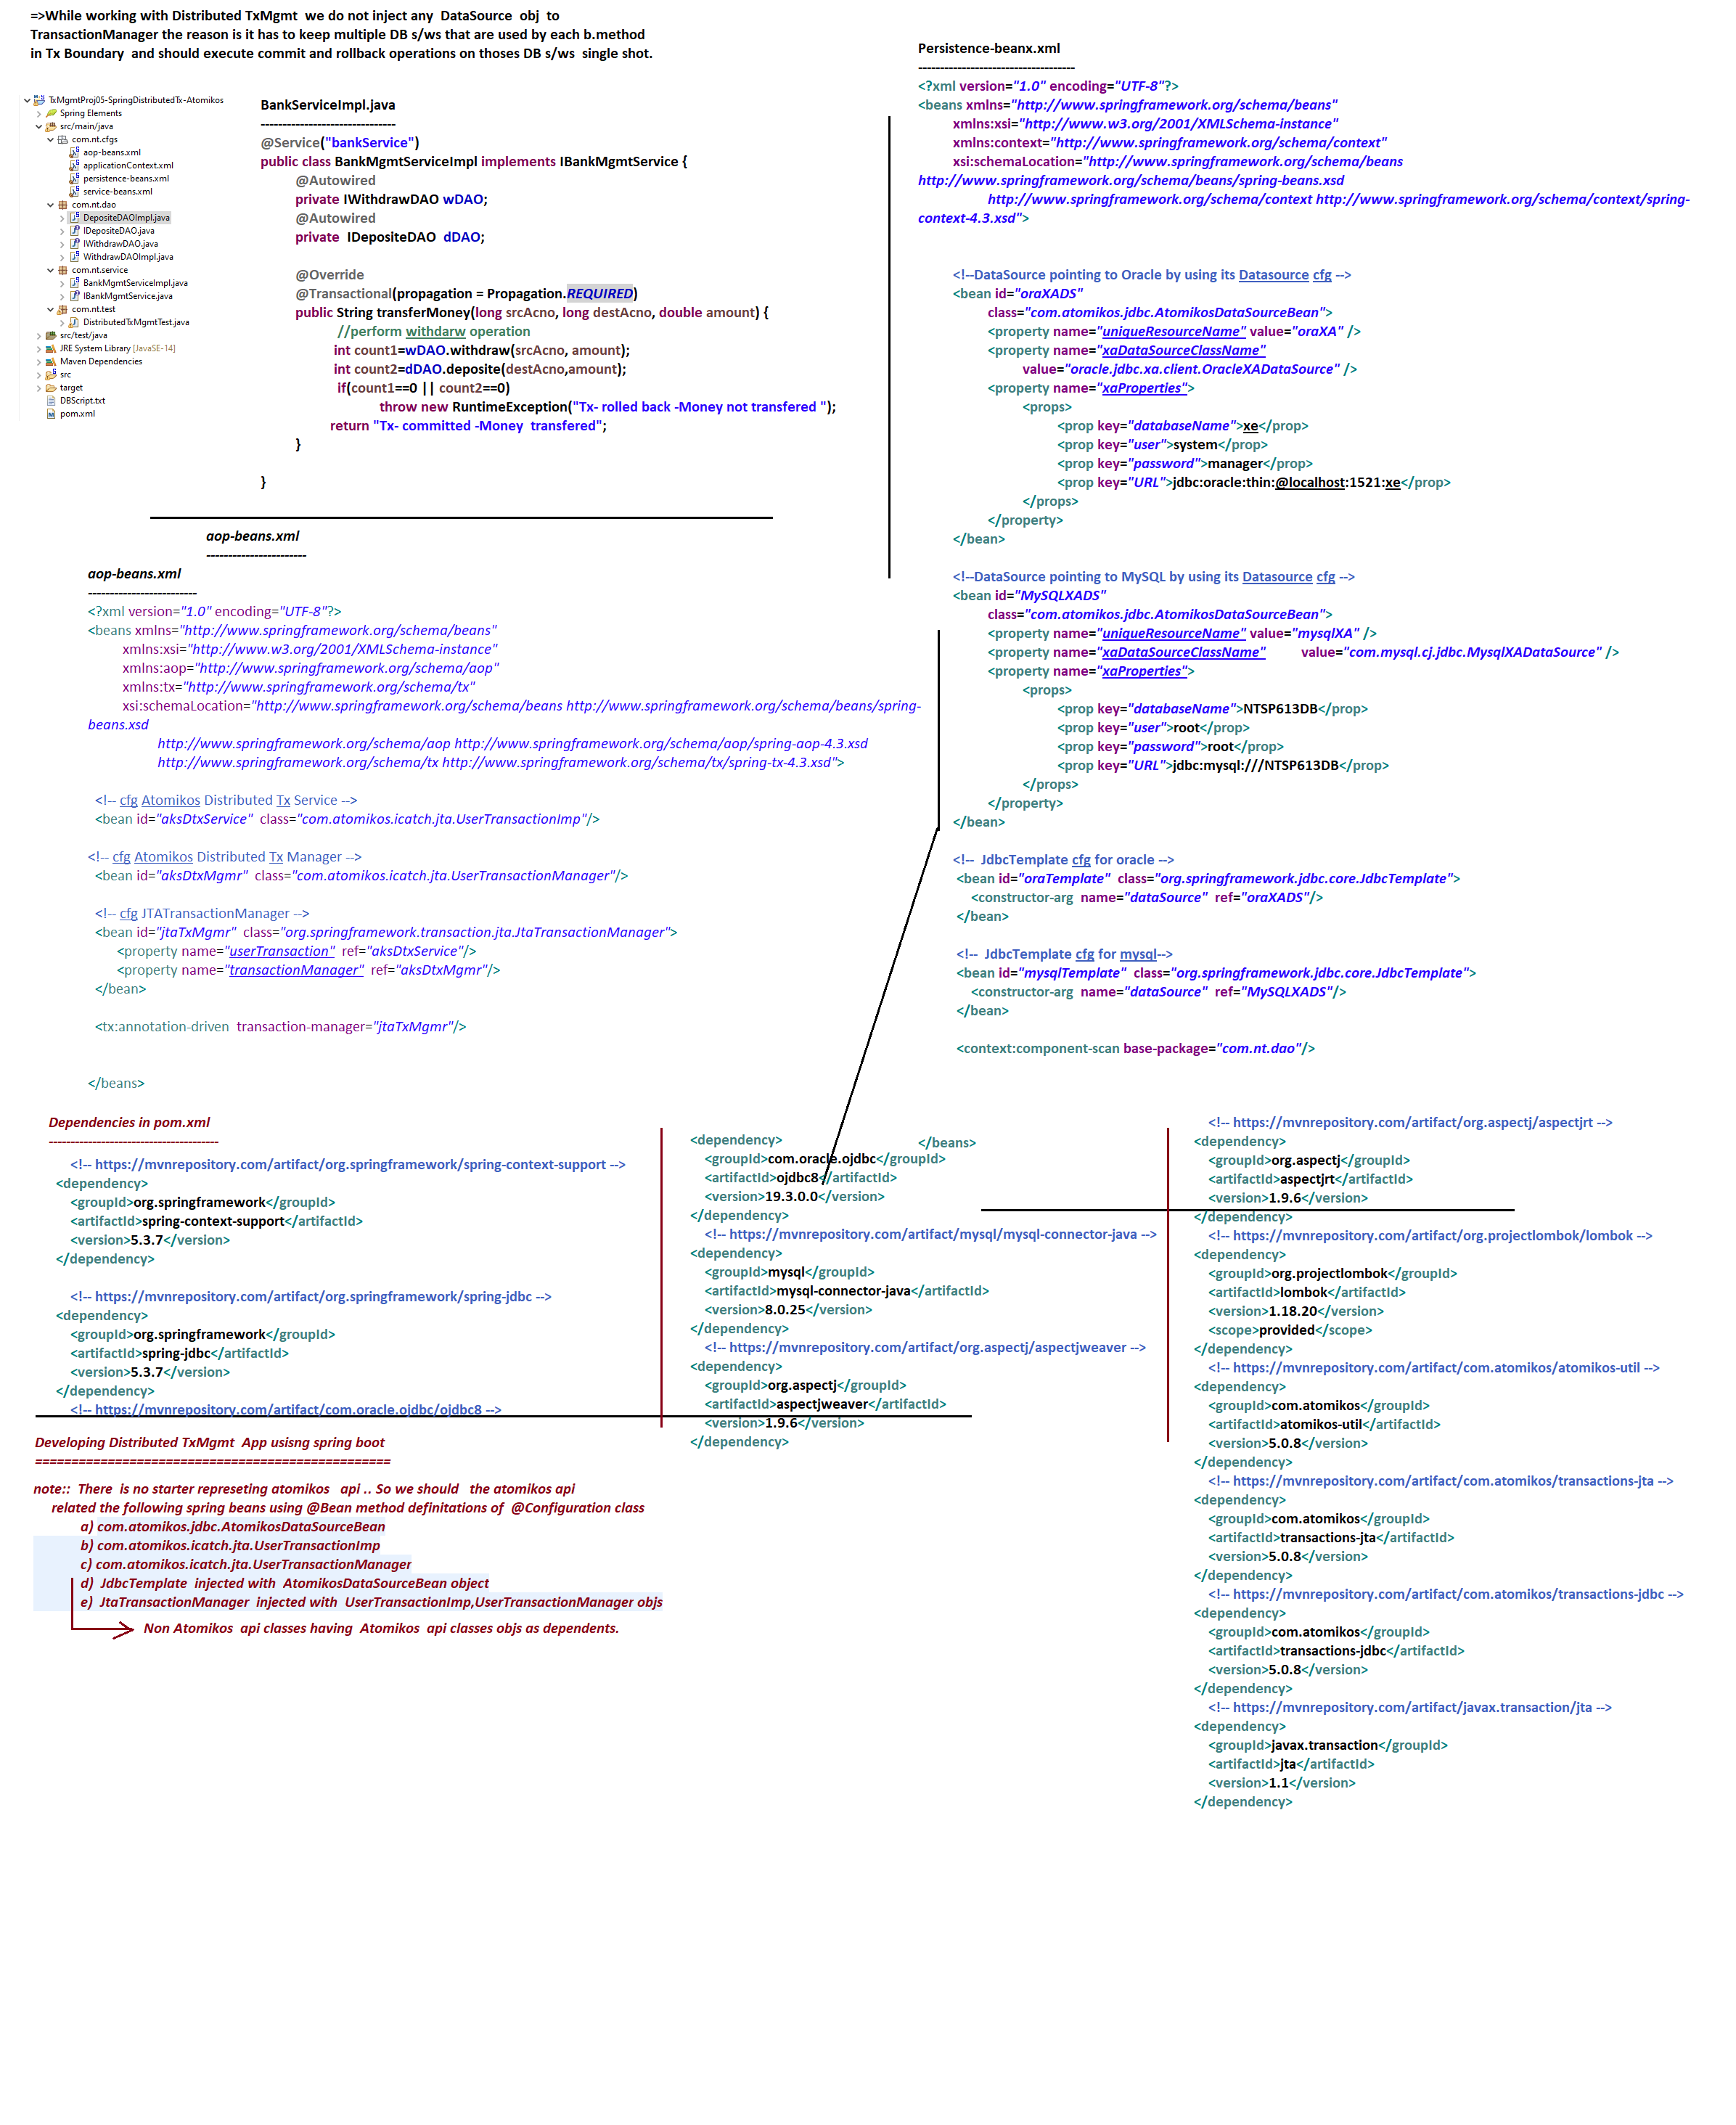 =>While working with Distributed TxMgmt  we do not inject any  DataSource  obj  to
TransactionManager the reason is it has to keep multiple DB s/ws that are used by each b.method
in Tx Boundary  and should execute commit and rollback operations on thoses DB s/ws  single shot.
TxMgmtProj05-SpringDistributedTx-Atomikos
Spring Elements
src/main/java
com.nt.cfgs
aop-beans.xml
applicationContext.xml
persistence-beans.xml
service-beans.xml
com.nt.dao
DepositeDAOImpl.java
IDepositeDAO.java
IWithdrawDAO.java
WithdrawDAOImpl.java
com.nt.service
BankMgmtServiceImpl.java
IBankMgmtService.java
com.nt.test
DistributedTxMgmtTest.java
src/test/java
JRE System Library [JavaSE-14]
Maven Dependencies
src
target
DBScript.txt
pom.xml
BankServiceImpl.java
-------------------------------
@Service("bankService")
public class BankMgmtServiceImpl implements IBankMgmtService {
@Autowired
private IWithdrawDAO wDAO;
@Autowired
private  IDepositeDAO  dDAO;
@Override
@Transactional(propagation = Propagation.REQUIRED)
public String transferMoney(long srcAcno, long destAcno, double amount) {
//perform withdarw operation
int count1=wDAO.withdraw(srcAcno, amount);
int count2=dDAO.deposite(destAcno,amount);
if(count1==0 || count2==0)
throw new RuntimeException("Tx- rolled back -Money not transfered ");
return "Tx- committed -Money  transfered";
}
}
aop-beans.xml
-----------------------
aop-beans.xml
-------------------------
<?xml version="1.0" encoding="UTF-8"?>
<beans xmlns="http://www.springframework.org/schema/beans"
xmlns:xsi="http://www.w3.org/2001/XMLSchema-instance"
xmlns:aop="http://www.springframework.org/schema/aop"
xmlns:tx="http://www.springframework.org/schema/tx"
xsi:schemaLocation="http://www.springframework.org/schema/beans http://www.springframework.org/schema/beans/spring-
beans.xsd
http://www.springframework.org/schema/aop http://www.springframework.org/schema/aop/spring-aop-4.3.xsd
http://www.springframework.org/schema/tx http://www.springframework.org/schema/tx/spring-tx-4.3.xsd">
<!-- cfg Atomikos Distributed Tx Service -->
<bean id="aksDtxService"  class="com.atomikos.icatch.jta.UserTransactionImp"/>
<!-- cfg Atomikos Distributed Tx Manager -->
<bean id="aksDtxMgmr"  class="com.atomikos.icatch.jta.UserTransactionManager"/>
<!-- cfg JTATransactionManager -->
<bean id="jtaTxMgmr"  class="org.springframework.transaction.jta.JtaTransactionManager">
<property name="userTransaction"  ref="aksDtxService"/>
<property name="transactionManager"  ref="aksDtxMgmr"/>
</bean>
<tx:annotation-driven  transaction-manager="jtaTxMgmr"/>
</beans>
Persistence-beanx.xml
------------------------------------
<?xml version="1.0" encoding="UTF-8"?>
<beans xmlns="http://www.springframework.org/schema/beans"
xmlns:xsi="http://www.w3.org/2001/XMLSchema-instance"
xmlns:context="http://www.springframework.org/schema/context"
xsi:schemaLocation="http://www.springframework.org/schema/beans
http://www.springframework.org/schema/beans/spring-beans.xsd
http://www.springframework.org/schema/context http://www.springframework.org/schema/context/spring-
context-4.3.xsd">
<!--DataSource pointing to Oracle by using its Datasource cfg -->
<bean id="oraXADS"
class="com.atomikos.jdbc.AtomikosDataSourceBean">
<property name="uniqueResourceName" value="oraXA" />
<property name="xaDataSourceClassName"
value="oracle.jdbc.xa.client.OracleXADataSource" />
<property name="xaProperties">
<props>
<prop key="databaseName">xe</prop>
<prop key="user">system</prop>
<prop key="password">manager</prop>
<prop key="URL">jdbc:oracle:thin:@localhost:1521:xe</prop>
</props>
</property>
</bean>
<!--DataSource pointing to MySQL by using its Datasource cfg -->
<bean id="MySQLXADS"
class="com.atomikos.jdbc.AtomikosDataSourceBean">
<property name="uniqueResourceName" value="mysqlXA" />
<property name="xaDataSourceClassName"          value="com.mysql.cj.jdbc.MysqlXADataSource" />
<property name="xaProperties">
<props>
<prop key="databaseName">NTSP613DB</prop>
<prop key="user">root</prop>
<prop key="password">root</prop>
<prop key="URL">jdbc:mysql:///NTSP613DB</prop>
</props>
</property>
</bean>
<!--  JdbcTemplate cfg for oracle -->
<bean id="oraTemplate"  class="org.springframework.jdbc.core.JdbcTemplate">
<constructor-arg  name="dataSource"  ref="oraXADS"/>
</bean>
<!--  JdbcTemplate cfg for mysql-->
<bean id="mysqlTemplate"  class="org.springframework.jdbc.core.JdbcTemplate">
<constructor-arg  name="dataSource"  ref="MySQLXADS"/>
</bean>
<context:component-scan base-package="com.nt.dao"/>
</beans>
Dependencies in pom.xml
---------------------------------------
<!-- https://mvnrepository.com/artifact/org.springframework/spring-context-support -->
<dependency>
<groupId>org.springframework</groupId>
<artifactId>spring-context-support</artifactId>
<version>5.3.7</version>
</dependency>
<!-- https://mvnrepository.com/artifact/org.springframework/spring-jdbc -->
<dependency>
<groupId>org.springframework</groupId>
<artifactId>spring-jdbc</artifactId>
<version>5.3.7</version>
</dependency>
<!-- https://mvnrepository.com/artifact/com.oracle.ojdbc/ojdbc8 -->
<dependency>
<groupId>com.oracle.ojdbc</groupId>
<artifactId>ojdbc8</artifactId>
<version>19.3.0.0</version>
</dependency>
<!-- https://mvnrepository.com/artifact/mysql/mysql-connector-java -->
<dependency>
<groupId>mysql</groupId>
<artifactId>mysql-connector-java</artifactId>
<version>8.0.25</version>
</dependency>
<!-- https://mvnrepository.com/artifact/org.aspectj/aspectjweaver -->
<dependency>
<groupId>org.aspectj</groupId>
<artifactId>aspectjweaver</artifactId>
<version>1.9.6</version>
</dependency>
<!-- https://mvnrepository.com/artifact/org.aspectj/aspectjrt -->
<dependency>
<groupId>org.aspectj</groupId>
<artifactId>aspectjrt</artifactId>
<version>1.9.6</version>
</dependency>
<!-- https://mvnrepository.com/artifact/org.projectlombok/lombok -->
<dependency>
<groupId>org.projectlombok</groupId>
<artifactId>lombok</artifactId>
<version>1.18.20</version>
<scope>provided</scope>
</dependency>
<!-- https://mvnrepository.com/artifact/com.atomikos/atomikos-util -->
<dependency>
<groupId>com.atomikos</groupId>
<artifactId>atomikos-util</artifactId>
<version>5.0.8</version>
</dependency>
<!-- https://mvnrepository.com/artifact/com.atomikos/transactions-jta -->
<dependency>
<groupId>com.atomikos</groupId>
<artifactId>transactions-jta</artifactId>
<version>5.0.8</version>
</dependency>
<!-- https://mvnrepository.com/artifact/com.atomikos/transactions-jdbc -->
<dependency>
<groupId>com.atomikos</groupId>
<artifactId>transactions-jdbc</artifactId>
<version>5.0.8</version>
</dependency>
<!-- https://mvnrepository.com/artifact/javax.transaction/jta -->
<dependency>
<groupId>javax.transaction</groupId>
<artifactId>jta</artifactId>
<version>1.1</version>
</dependency>
Developing Distributed TxMgmt  App usisng spring boot
===================================================
note::  There  is no starter represeting atomikos   api .. So we should   the atomikos api
related the following spring beans using @Bean method definitations of  @Configuration class
a) com.atomikos.jdbc.AtomikosDataSourceBean
b) com.atomikos.icatch.jta.UserTransactionImp
c) com.atomikos.icatch.jta.UserTransactionManager
d)  JdbcTemplate  injected with  AtomikosDataSourceBean object
e)  JtaTransactionManager  injected with  UserTransactionImp,UserTransactionManager objs
Non Atomikos  api classes having  Atomikos  api classes objs as dependents.